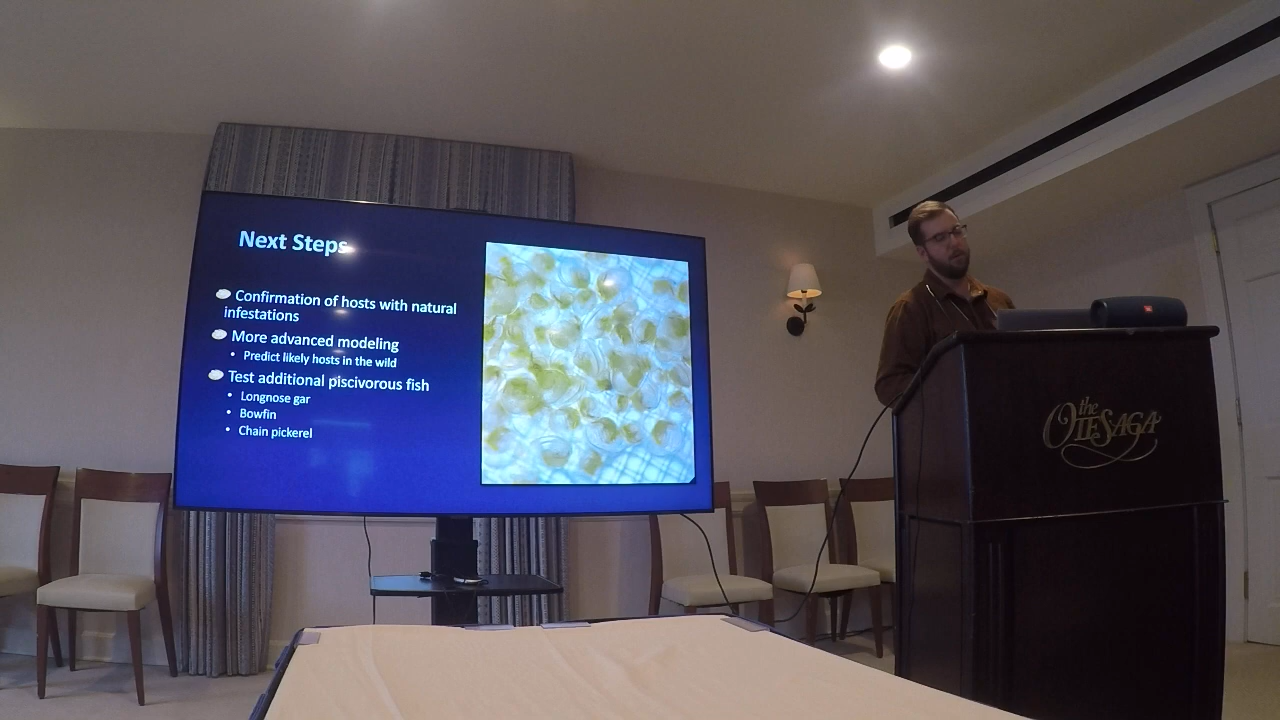 Next Steps
Confirmation of hosts with natural
infestations
More advanced modeling
• Predict likely hosts in the wild
Test additional piscivorous fish
• Longnose gar
• Bowfin
• Chain pickerel
the
OTESAGA
JBL